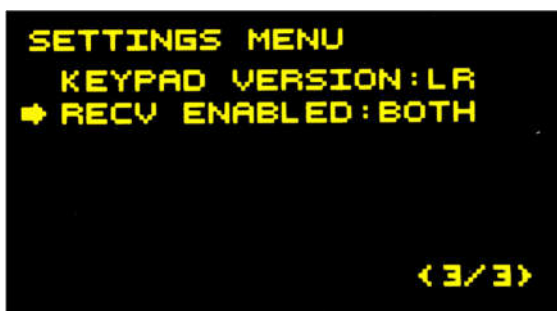 SETTINGS MENU
KEYPAD VERSION:LR
RECV ENABLED:BOTH
<3/3>